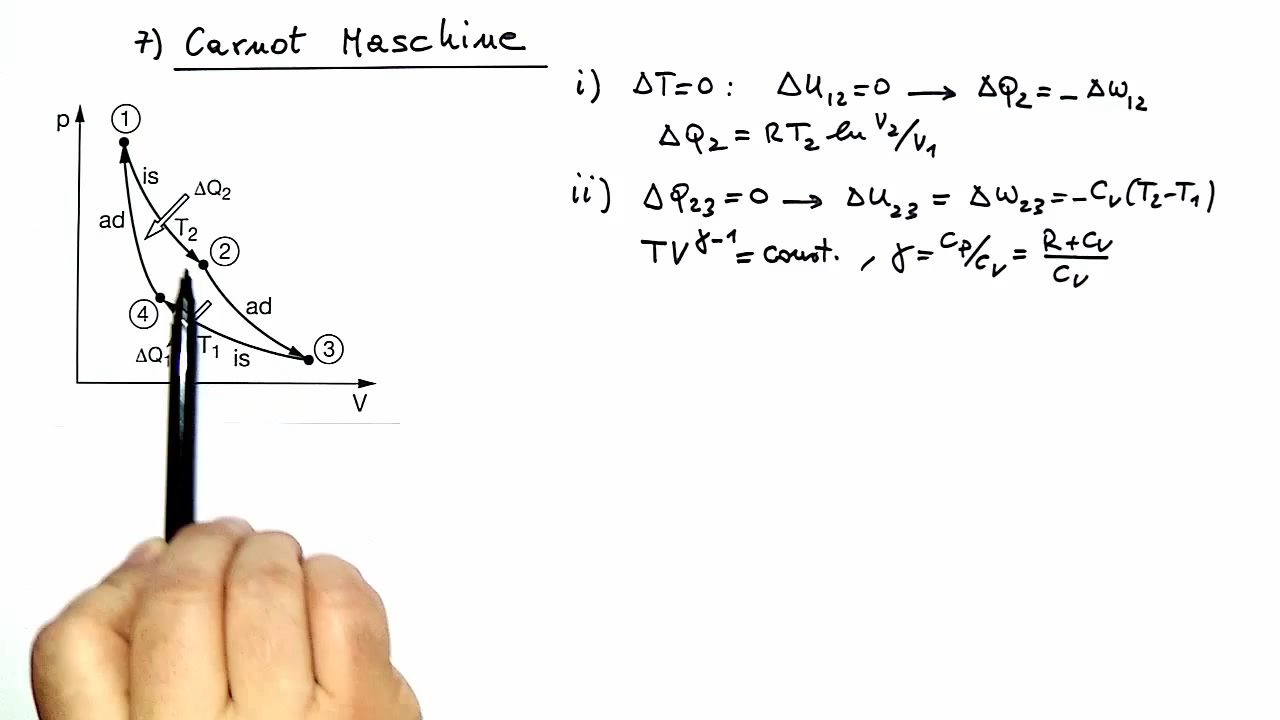 7) Carnot Maschine
i) ΔT=0 : ΔU₁₂=0 → ΔQ₂=-ΔW₁₂
ΔQ₂ = RT₂ ln V₂/V₁
ii) ΔQ₂₃=0 → ΔU₂₃ = ΔW₂₃=-Cᵥ(T₂-T₁)
TV^γ-1 = const. , γ = Cₚ/Cᵥ = R+Cᵥ/Cᵥ
p
1
is
ΔQ₂
ad
T₂
2
4
ad
ΔQ₁
T₁
is
3
V